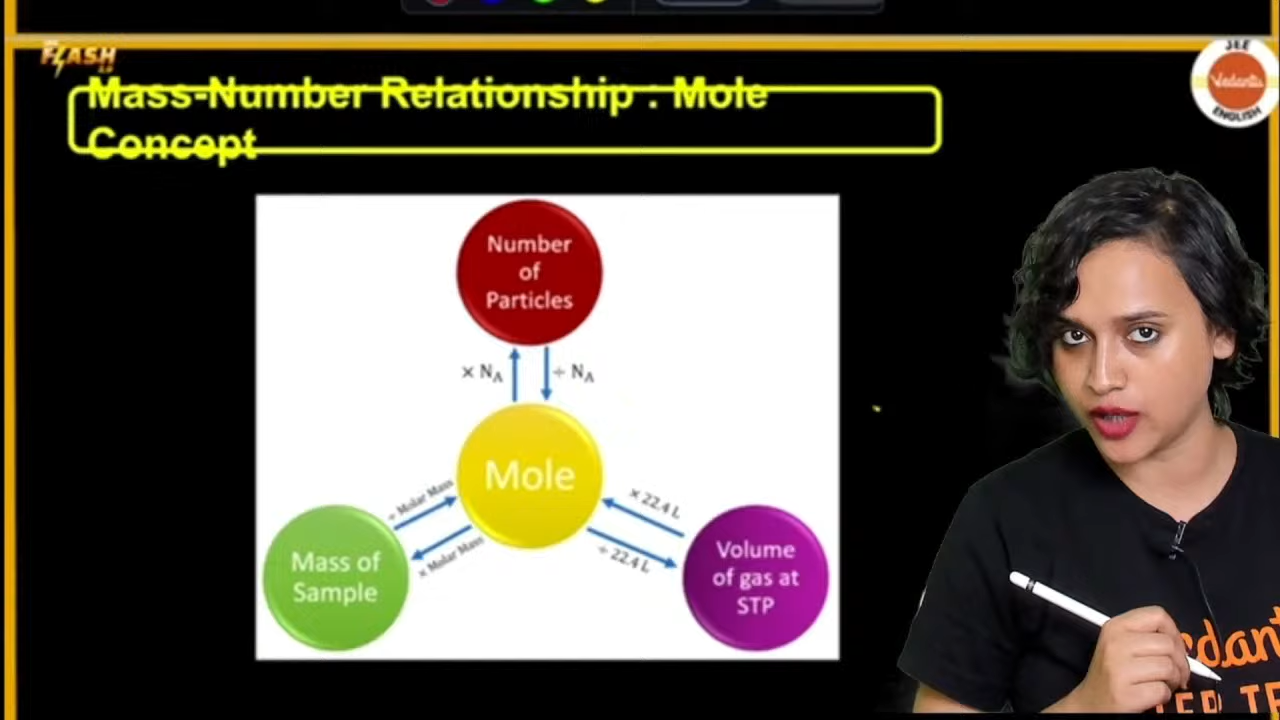 FLASH
JEE
Vedantu
ENGLISH
Mass-Number Relationship : Mole
Concept
Number
of
Particles
× N_A
÷ N_A
Mole
÷ Molar Mass
× Molar Mass
× 22.4 L
÷ 22.4 L
Mass of
Sample
Volume
of gas at
STP